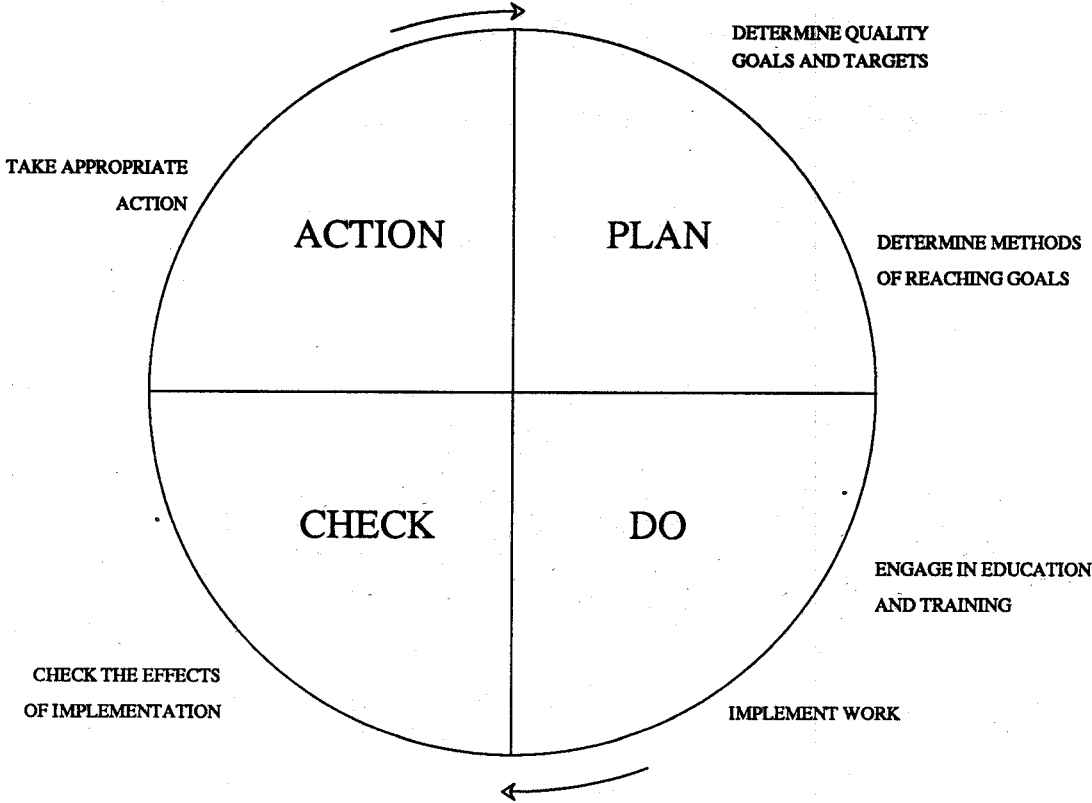 DETERMINE QUALITY
GOALS AND TARGETS
TAKE APPROPRIATE
ACTION
ACTION
PLAN
DETERMINE METHODS
OF REACHING GOALS
CHECK
DO
ENGAGE IN EDUCATION
AND TRAINING
CHECK THE EFFECTS
OF IMPLEMENTATION
IMPLEMENT WORK